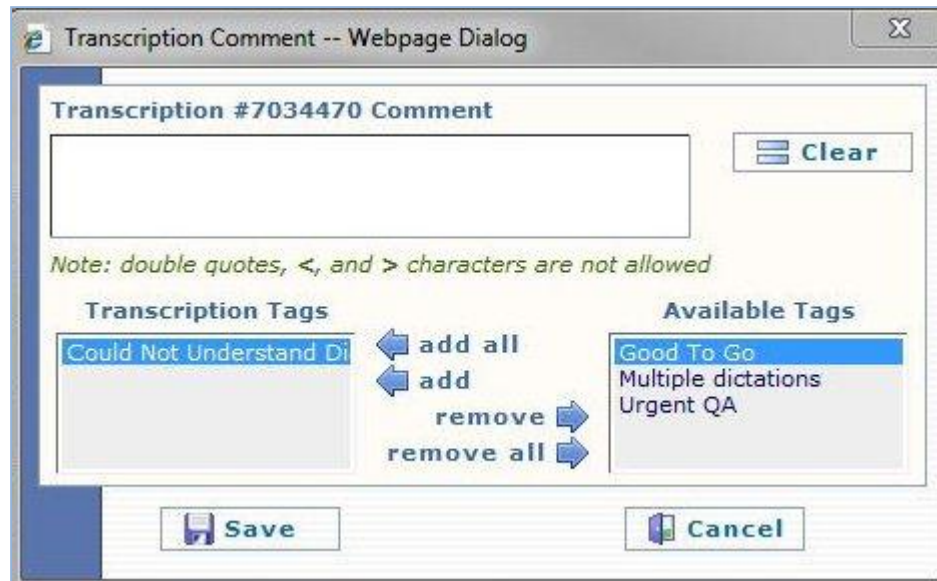 Transcription Comment -- Webpage Dialog
Transcription #7034470 Comment
Clear
Note: double quotes, <, and > characters are not allowed
Transcription Tags
Could Not Understand Di
add all
add
remove
remove all
Available Tags
Good To Go
Multiple dictations
Urgent QA
Save
Cancel